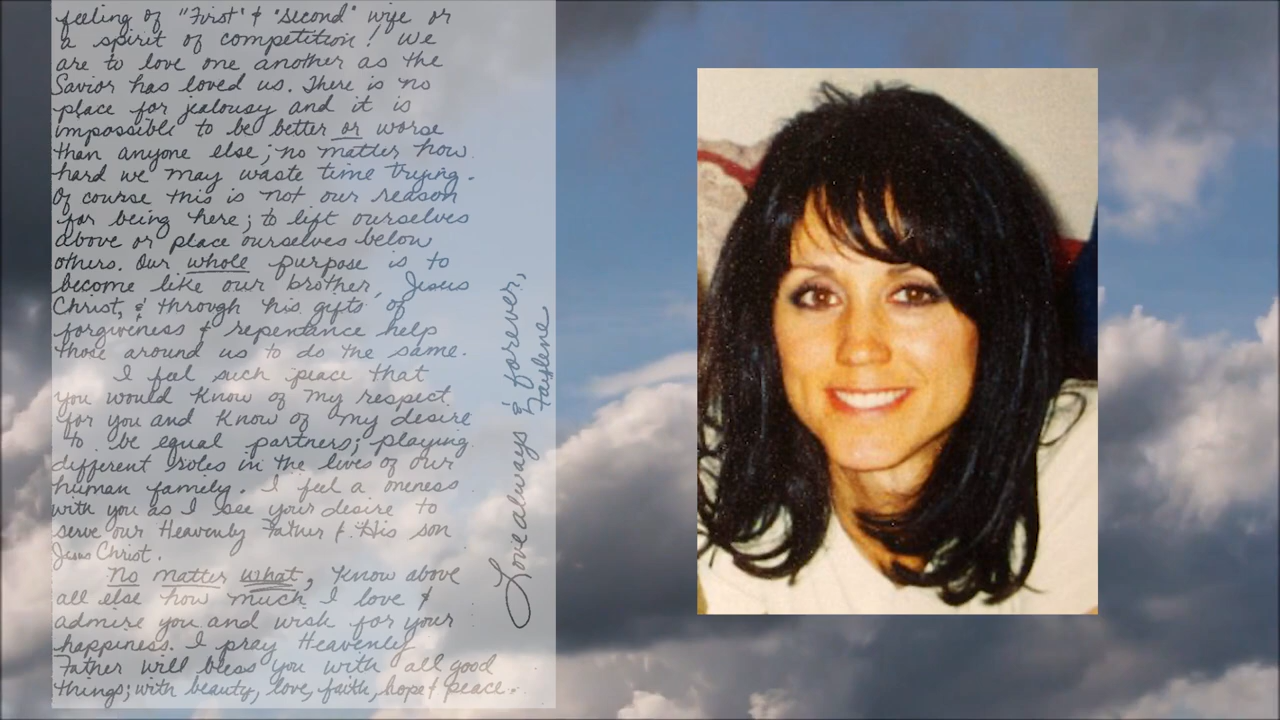 feeling of "First" & "second" wife or
a spirit of competition! We
are to love one another as the
Savior has loved us. There is no
place for jealousy and it is
impossible to be better or worse
than anyone else; no matter how
hard we may waste time trying.
Of course this is not our reason
for being here; to lift ourselves
above or place ourselves below
others. Our whole purpose is to
become like our brother, Jesus
Christ, & through his gifts of
forgiveness & repentance help
those around us to do the same.
I feel such peace that
you would know of my respect
for you and know of my desire
to be equal partners; playing
different roles in the lives of our
human family. I feel a oneness
with you as I see your desire to
serve our Heavenly Father & His son
Jesus Christ.
No matter what, know above
all else how much I love &
admire you and wish for your
happiness. I pray Heavenly
Father will bless you with all good
things; with beauty, love, faith, hope & peace.
Love always & forever,
Taylene